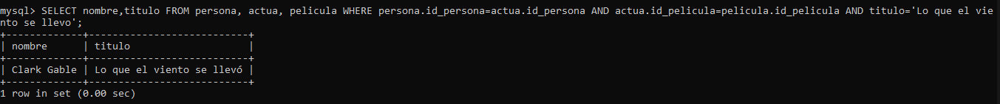 mysql> SELECT nombre,titulo FROM persona, actua, pelicula WHERE persona.id_persona=actua.id_persona AND actua.id_pelicula=pelicula.id_pelicula AND titulo='Lo que el vie
nto se llevo';
+-------------+---------------------------+
| nombre      | titulo                    |
+-------------+---------------------------+
| Clark Gable | Lo que el viento se llevó |
+-------------+---------------------------+
1 row in set (0.00 sec)